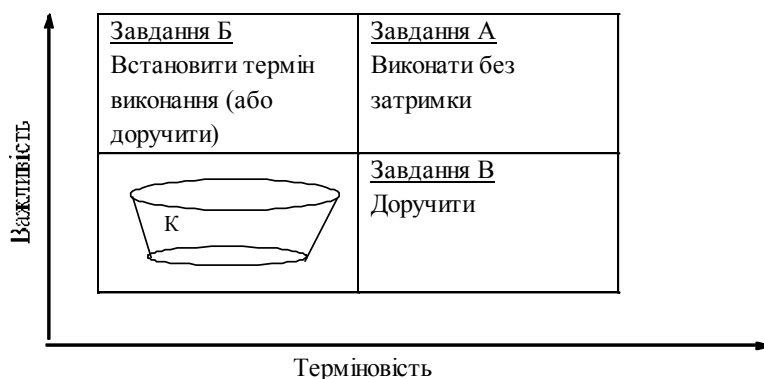 Важливість
Завдання Б
Встановити термін
виконання (або
доручити)
Завдання А
Виконати без
затримки
К
Завдання В
Доручити
Терміновість